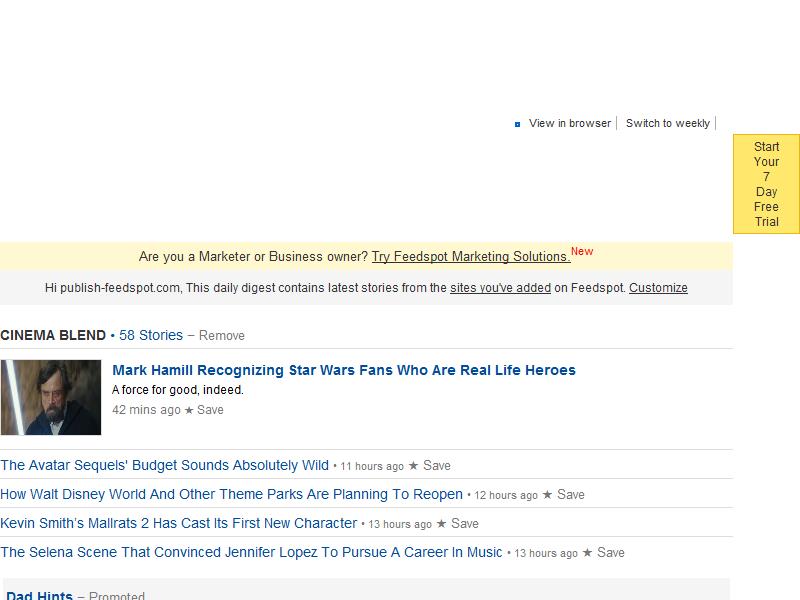 View in browser Switch to weekly
Start
Your
7
Day
Free
Trial
Are you a Marketer or Business owner? Try Feedspot Marketing Solutions. New
Hi publish-feedspot.com, This daily digest contains latest stories from the sites you've added on Feedspot. Customize
CINEMA BLEND • 58 Stories – Remove
Mark Hamill Recognizing Star Wars Fans Who Are Real Life Heroes
A force for good, indeed.
42 mins ago ★ Save
The Avatar Sequels' Budget Sounds Absolutely Wild • 11 hours ago ★ Save
How Walt Disney World And Other Theme Parks Are Planning To Reopen • 12 hours ago ★ Save
Kevin Smith's Mallrats 2 Has Cast Its First New Character • 13 hours ago ★ Save
The Selena Scene That Convinced Jennifer Lopez To Pursue A Career In Music • 13 hours ago ★ Save
Dad Hints – Promoted